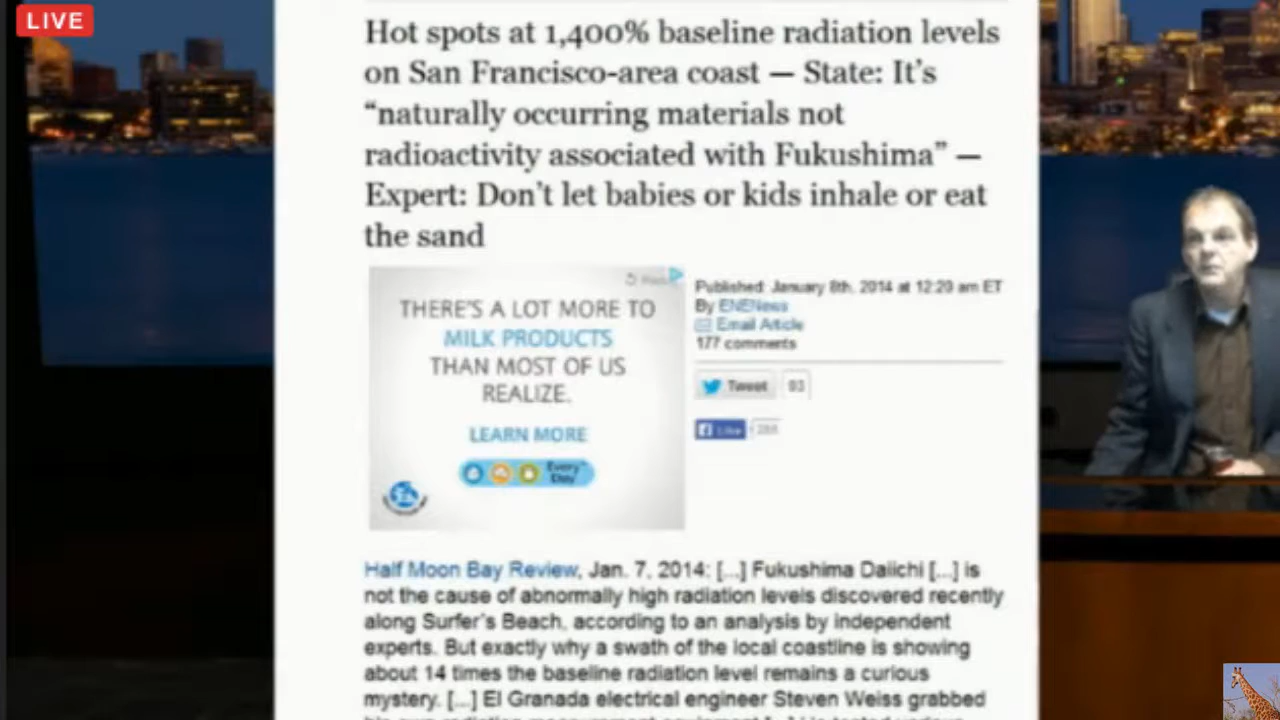 LIVE
Hot spots at 1,400% baseline radiation levels
on San Francisco-area coast — State: It's
“naturally occurring materials not
radioactivity associated with Fukushima” —
Expert: Don't let babies or kids inhale or eat
the sand
THERE'S A LOT MORE TO
MILK PRODUCTS
THAN MOST OF US
REALIZE.
LEARN MORE
Every
Day
Published: January 8th, 2014 at 12:29 am ET
By ENENews
Email Article
177 comments
Tweet 93
Like
Half Moon Bay Review, Jan. 7, 2014: [...] Fukushima Daiichi [...] is
not the cause of abnormally high radiation levels discovered recently
along Surfer's Beach, according to an analysis by independent
experts. But exactly why a swath of the local coastline is showing
about 14 times the baseline radiation level remains a curious
mystery. [...] El Granada electrical engineer Steven Weiss grabbed